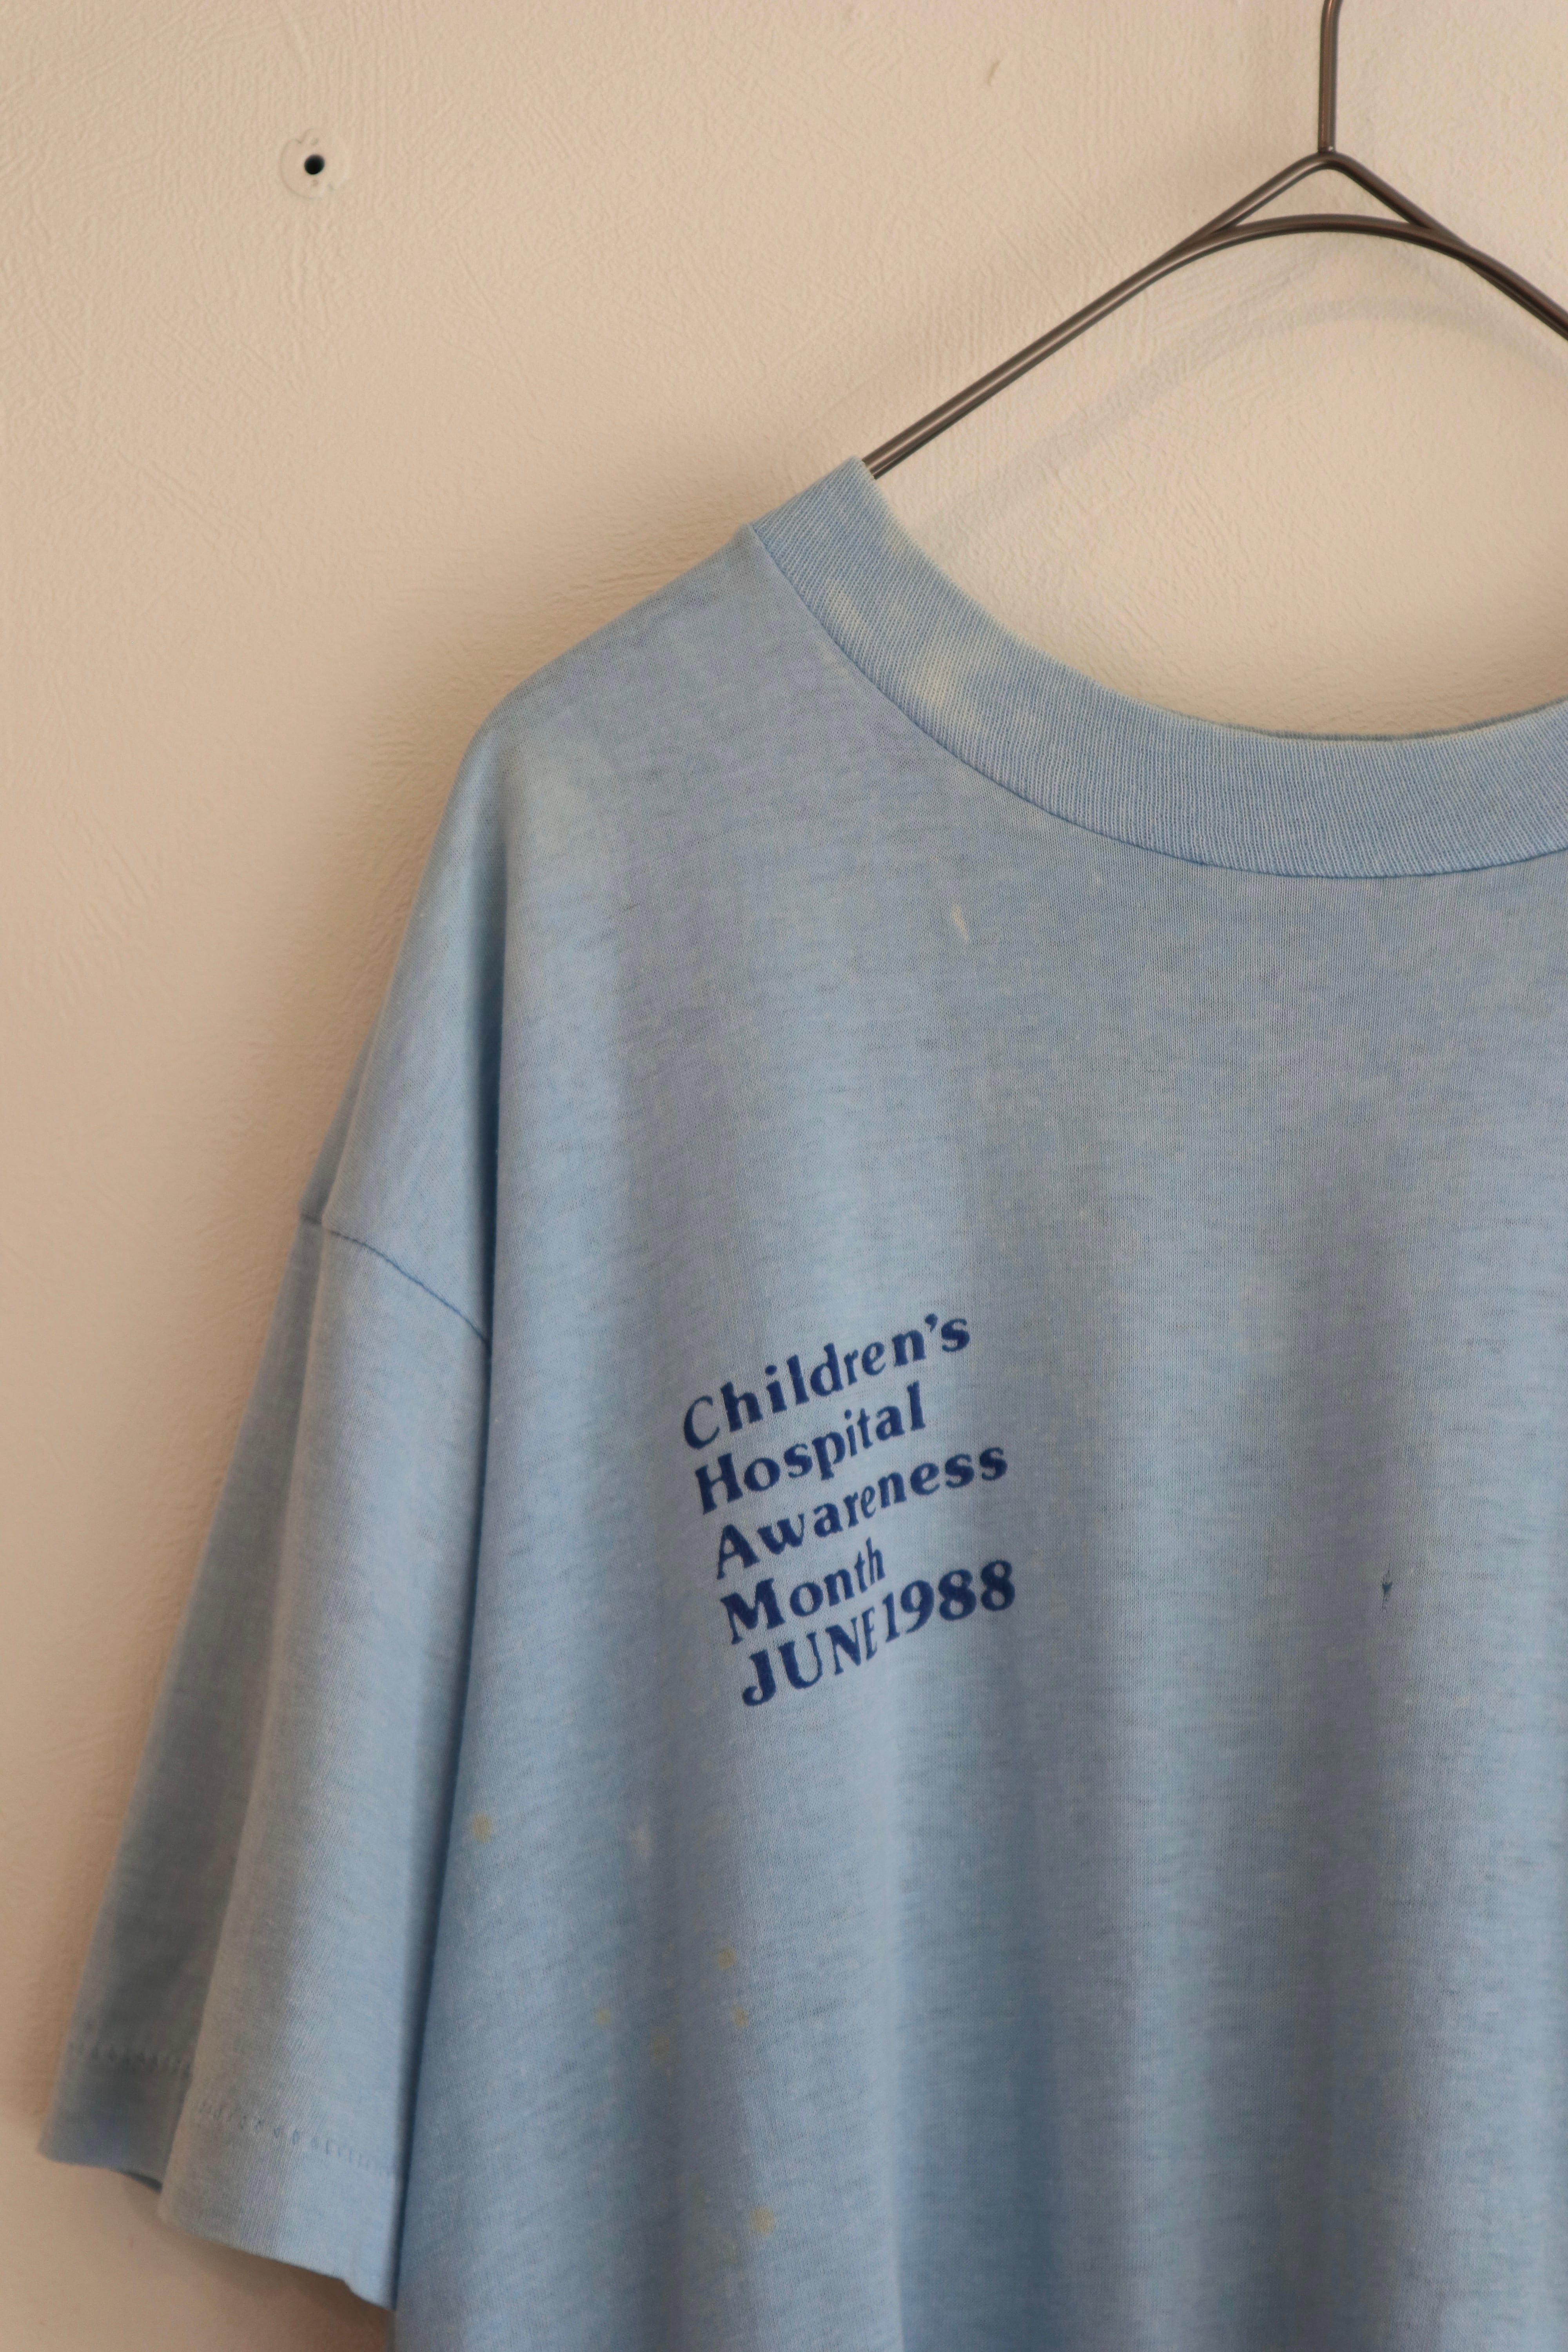 Children's
Hospital
Awareness
Month
JUNE 1988